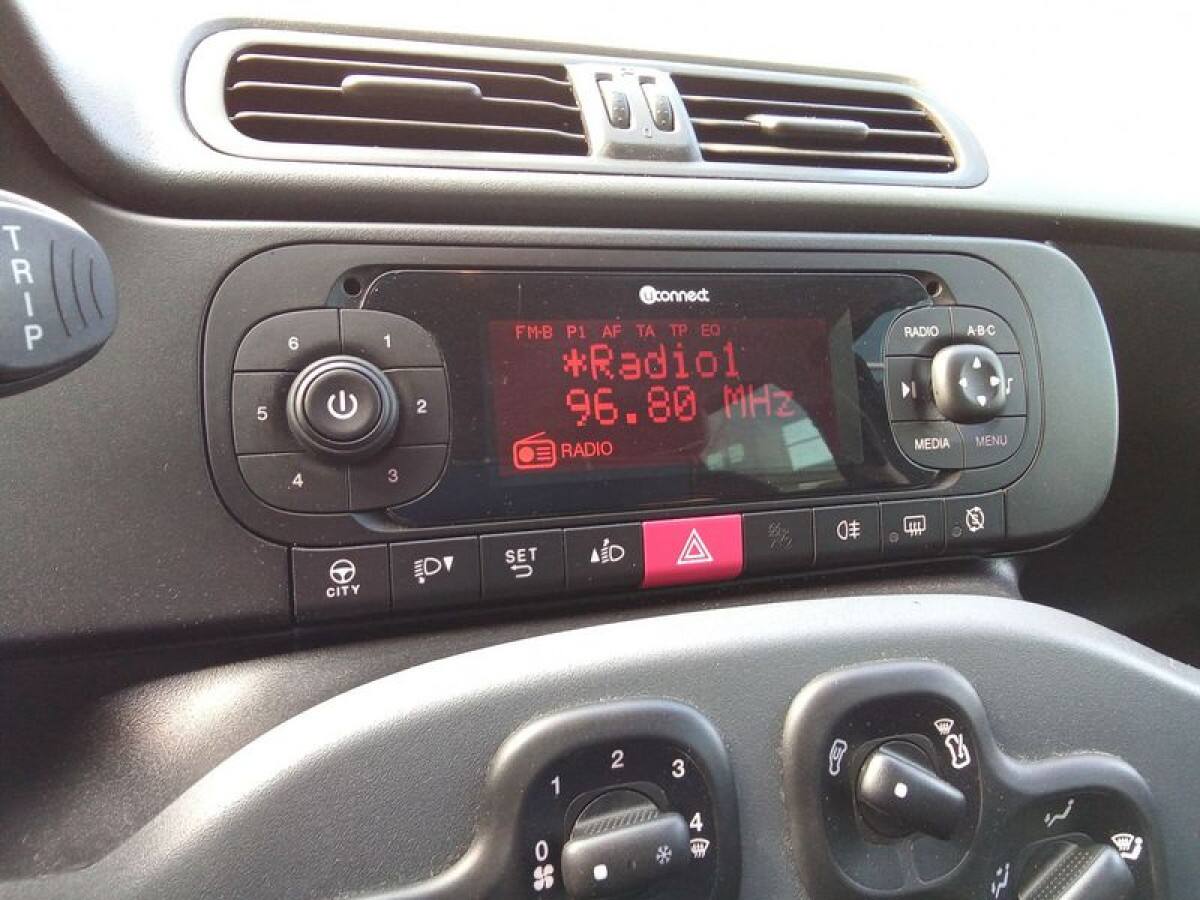 TRIP
uconnect
FM-B P1 AF TA TP EQ
*Radio1
96.80 MHz
RADIO
6 1
5 2
4 3
RADIO A·B·C
MEDIA MENU
CITY
SET
0 1 2 3 4